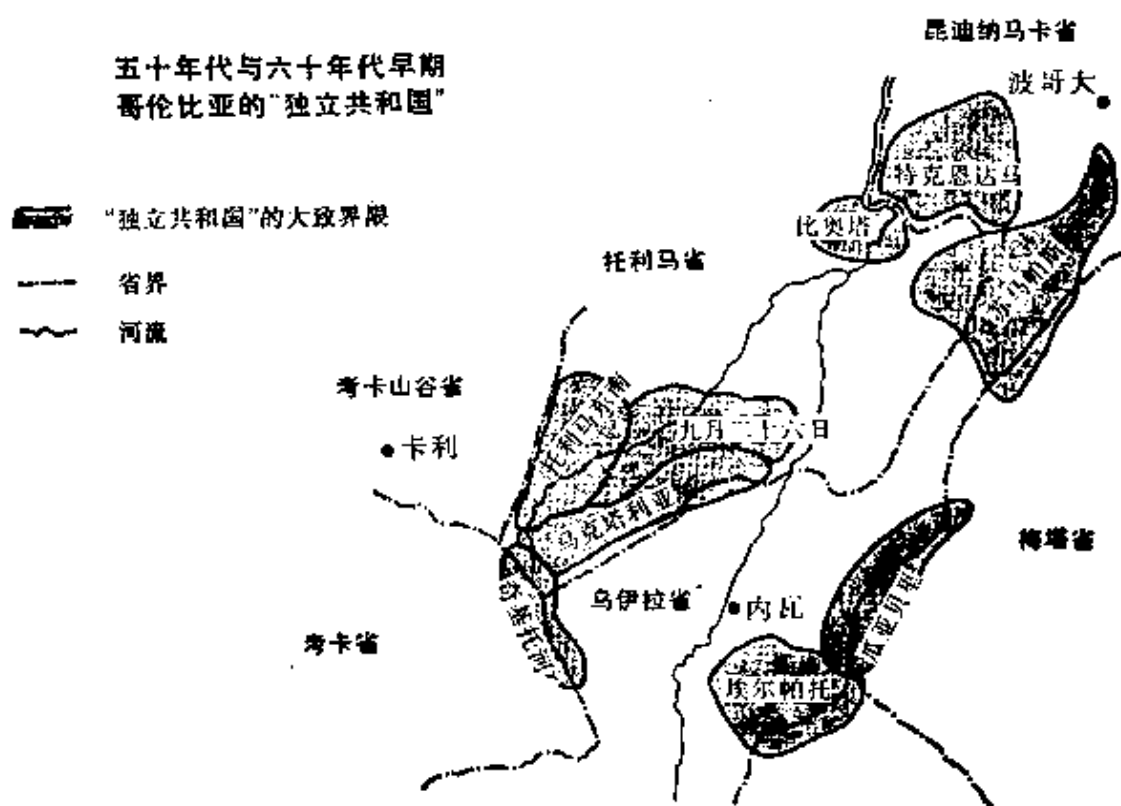 昆迪纳马卡省
五十年代与六十年代早期
哥伦比亚的“独立共和国”
波哥大
特克恩达马
“独立共和国”的大致界限
比奥塔
托利马省
省界
河流
考卡山谷省
卡利
九月二十六日
马克塔利亚
梅塔省
乌伊拉省
内瓦
考卡省
埃尔帕托